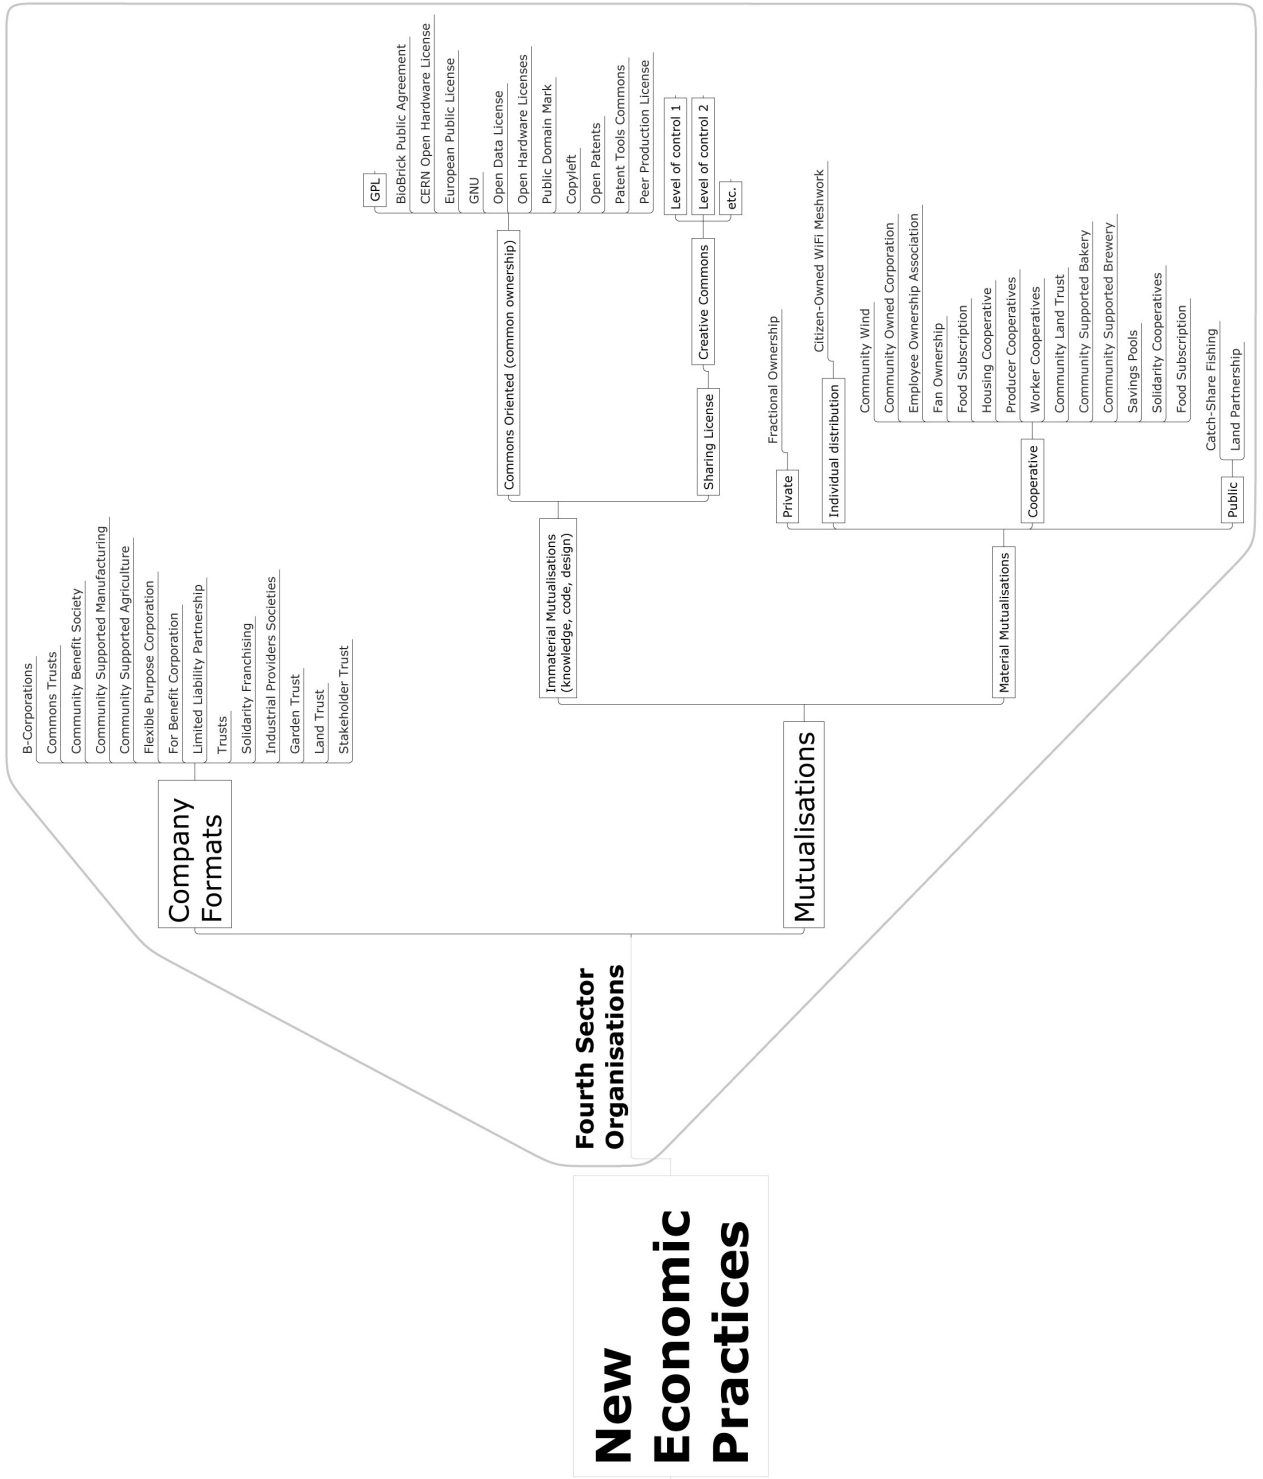 New
Economic
Practices
Fourth Sector
Organisations
Company
Formats
B-Corporations
Commons Trusts
Community Benefit Society
Community Supported Manufacturing
Community Supported Agriculture
Flexible Purpose Corporation
For Benefit Corporation
Limited Liability Partnership
Trusts
Solidarity Franchising
Industrial Providers Societies
Garden Trust
Land Trust
Stakeholder Trust
Mutualisations
Immaterial Mutualisations
(knowledge, code, design)
Commons Oriented (common ownership)
GPL
BioBrick Public Agreement
CERN Open Hardware License
European Public License
GNU
Open Data License
Open Hardware Licenses
Public Domain Mark
Copyleft
Open Patents
Patent Tools Commons
Peer Production License
Sharing License
Creative Commons
Level of control 1
Level of control 2
etc.
Material Mutualisations
Private
Fractional Ownership
Individual distribution
Citizen-Owned WiFi Meshwork
Cooperative
Community Wind
Community Owned Corporation
Employee Ownership Association
Fan Ownership
Food Subscription
Housing Cooperative
Producer Cooperatives
Worker Cooperatives
Community Land Trust
Community Supported Bakery
Community Supported Brewery
Savings Pools
Solidarity Cooperatives
Food Subscription
Public
Catch-Share Fishing
Land Partnership